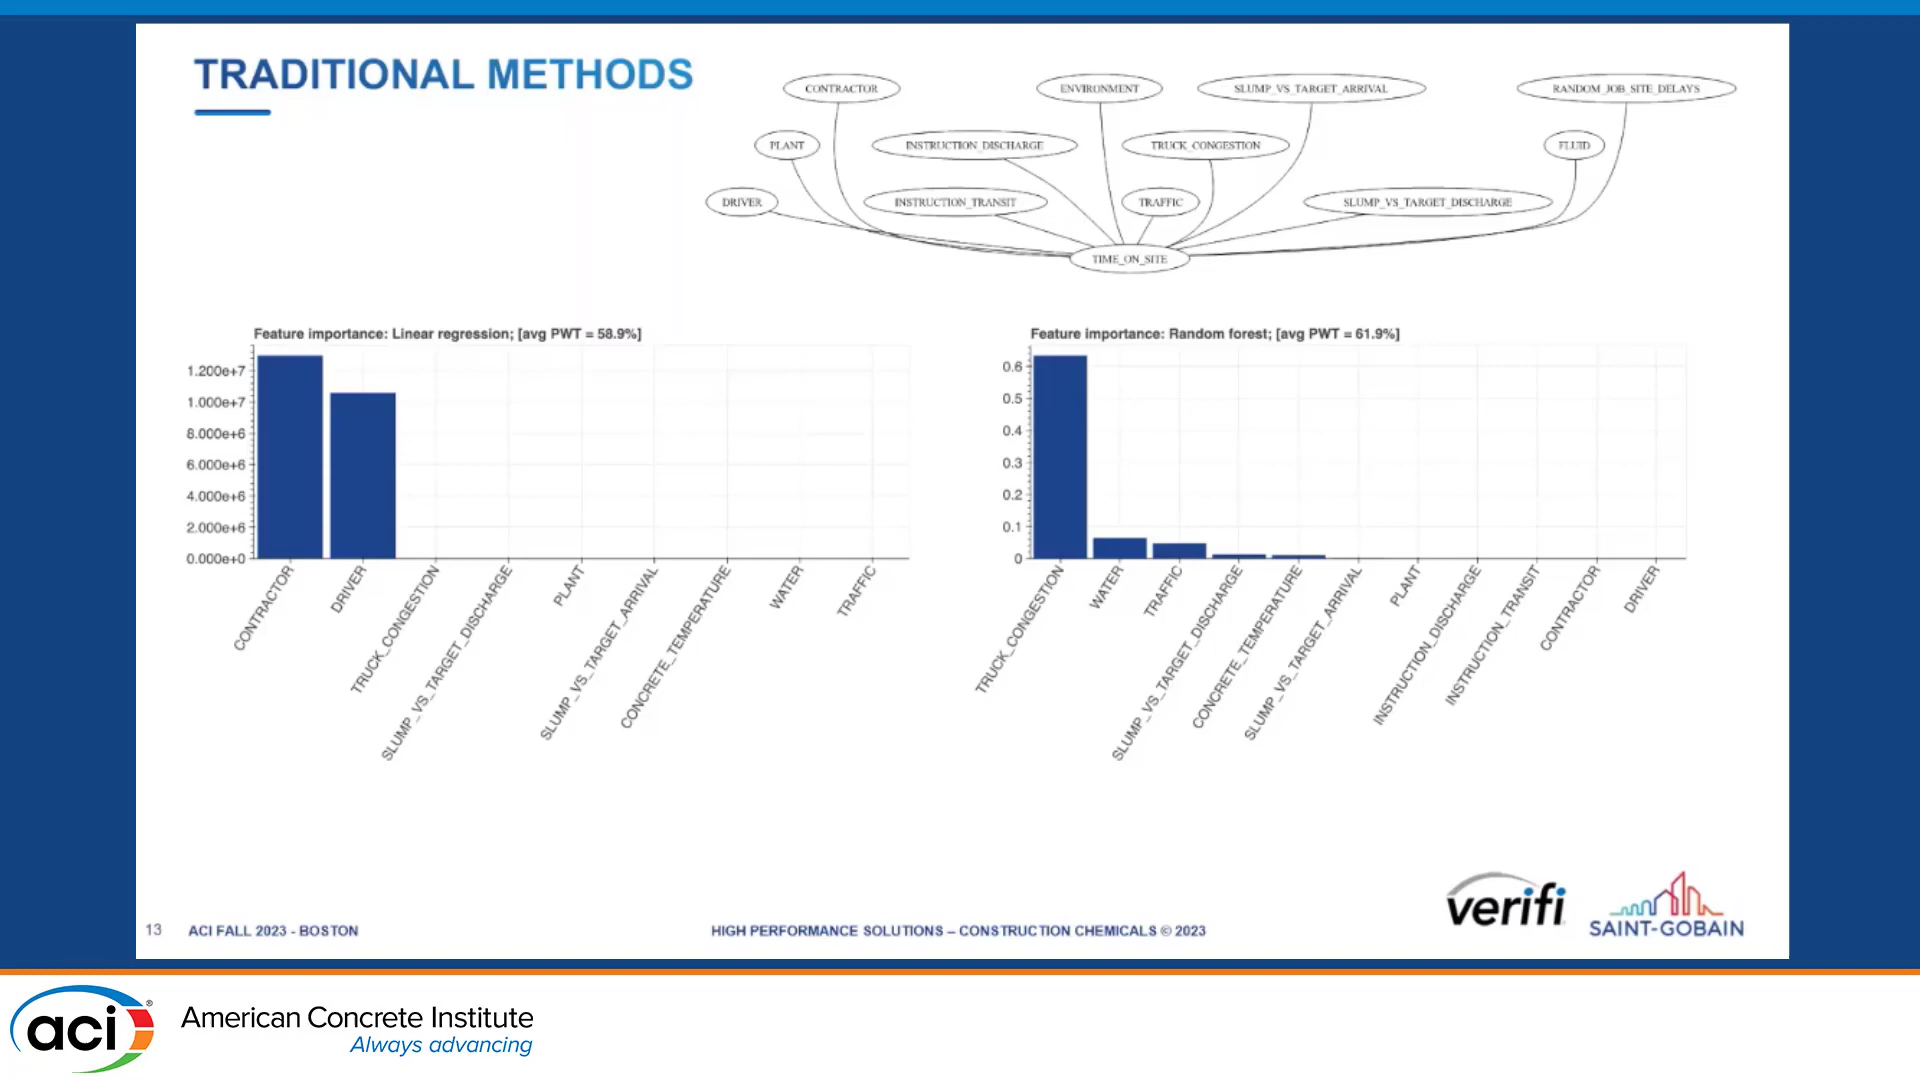 TRADITIONAL METHODS
CONTRACTOR
ENVIRONMENT
SLUMP_VS_TARGET_ARRIVAL
RANDOM_JOB_SITE_DELAYS
PLANT
INSTRUCTION_DISCHARGE
TRUCK_CONGESTION
FLUID
DRIVER
INSTRUCTION_TRANSIT
TRAFFIC
SLUMP_VS_TARGET_DISCHARGE
TIME_ON_SITE
Feature importance: Linear regression; [avg PWT = 58.9%]
1.200e+7
1.000e+7
8.000e+6
6.000e+6
4.000e+6
2.000e+6
0.000e+0
CONTRACTOR
DRIVER
TRUCK_CONGESTION
SLUMP_VS_TARGET_DISCHARGE
PLANT
SLUMP_VS_TARGET_ARRIVAL
CONCRETE_TEMPERATURE
WATER
TRAFFIC
Feature importance: Random forest; [avg PWT = 61.9%]
0.6
0.5
0.4
0.3
0.2
0.1
0
TRUCK_CONGESTION
WATER
TRAFFIC
SLUMP_VS_TARGET_DISCHARGE
CONCRETE_TEMPERATURE
SLUMP_VS_TARGET_ARRIVAL
PLANT
INSTRUCTION_DISCHARGE
INSTRUCTION_TRANSIT
CONTRACTOR
DRIVER
verifi
SAINT-GOBAIN
13 ACI FALL 2023 - BOSTON
HIGH PERFORMANCE SOLUTIONS – CONSTRUCTION CHEMICALS © 2023
aci®
American Concrete Institute
Always advancing